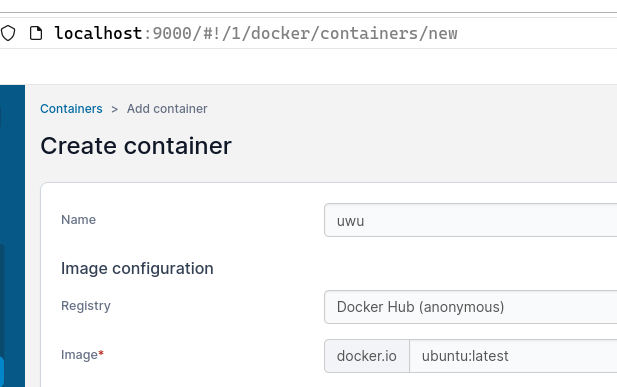 localhost:9000/#!/1/docker/containers/new
Containers > Add container
Create container
Name uwu
Image configuration
Registry Docker Hub (anonymous)
Image* docker.io ubuntu:latest